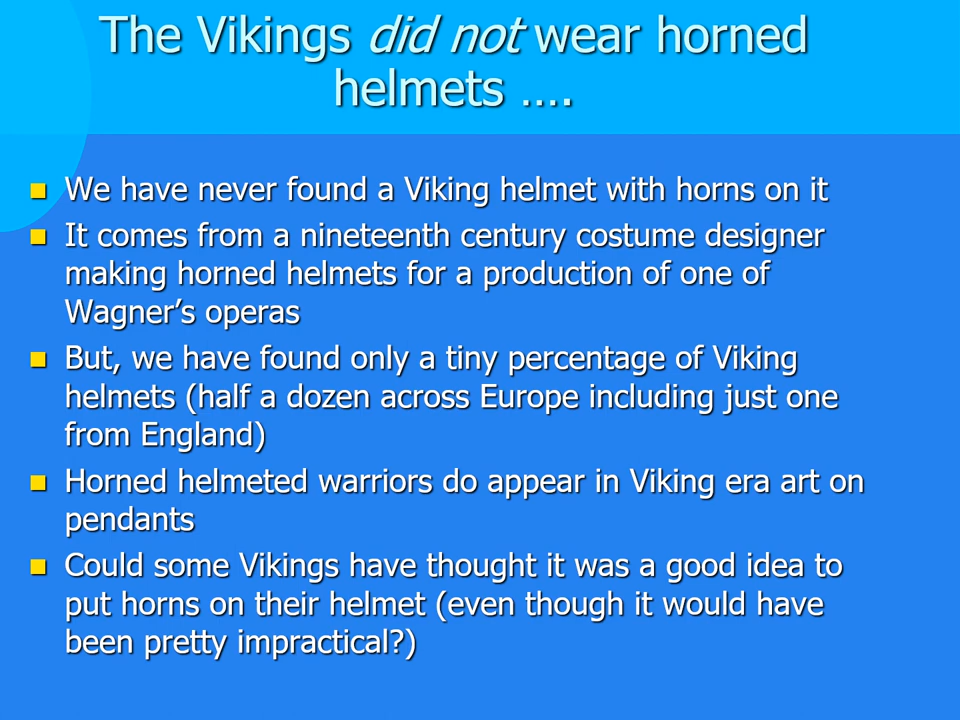 The Vikings did not wear horned
helmets ....
We have never found a Viking helmet with horns on it
It comes from a nineteenth century costume designer
making horned helmets for a production of one of
Wagner’s operas
But, we have found only a tiny percentage of Viking
helmets (half a dozen across Europe including just one
from England)
Horned helmeted warriors do appear in Viking era art on
pendants
Could some Vikings have thought it was a good idea to
put horns on their helmet (even though it would have
been pretty impractical?)